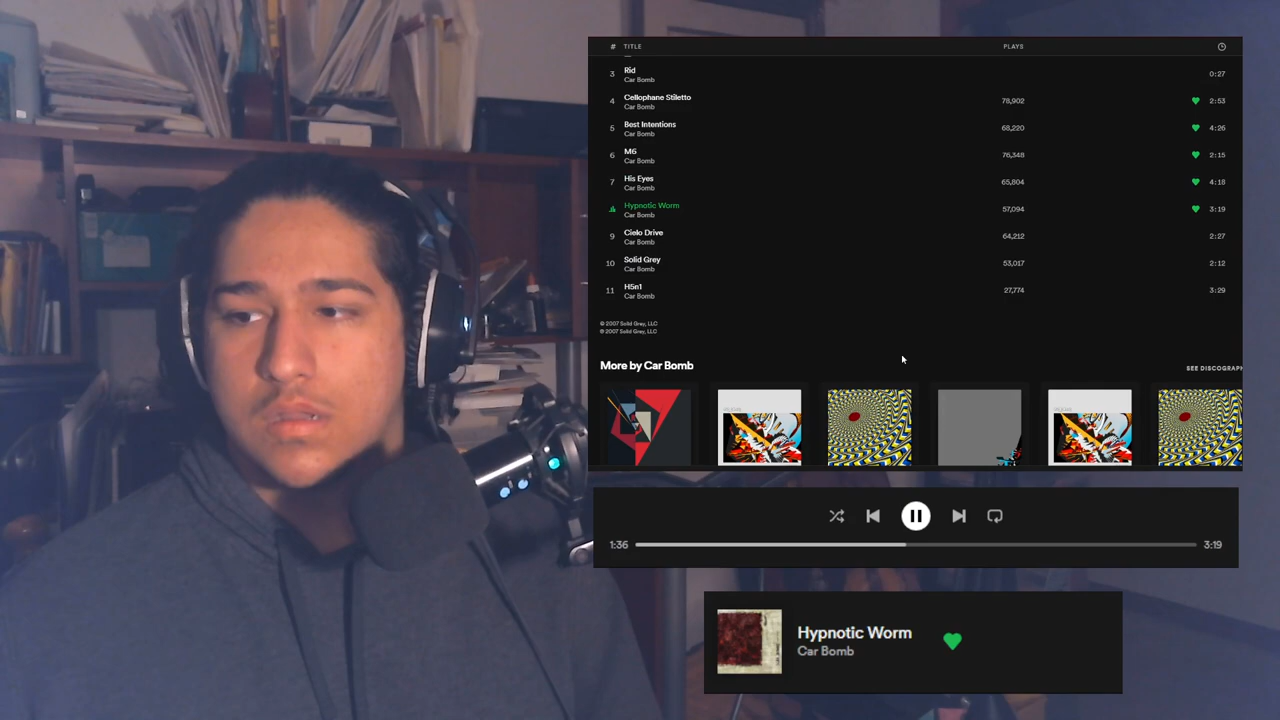 # TITLE PLAYS
3 Rid 0:27
Car Bomb
4 Cellophane Stiletto 78,902 2:53
Car Bomb
5 Best Intentions 68,220 4:26
Car Bomb
6 M6 76,348 2:15
Car Bomb
7 His Eyes 65,804 4:18
Car Bomb
Hypnotic Worm 57,094 3:19
Car Bomb
9 Cielo Drive 64,212 2:27
Car Bomb
10 Solid Grey 53,017 2:12
Car Bomb
11 H5n1 27,774 3:29
Car Bomb
© 2007 Solid Grey, LLC
℗ 2007 Solid Grey, LLC
More by Car Bomb SEE DISCOGRAPH
1:36 3:19
Hypnotic Worm
Car Bomb